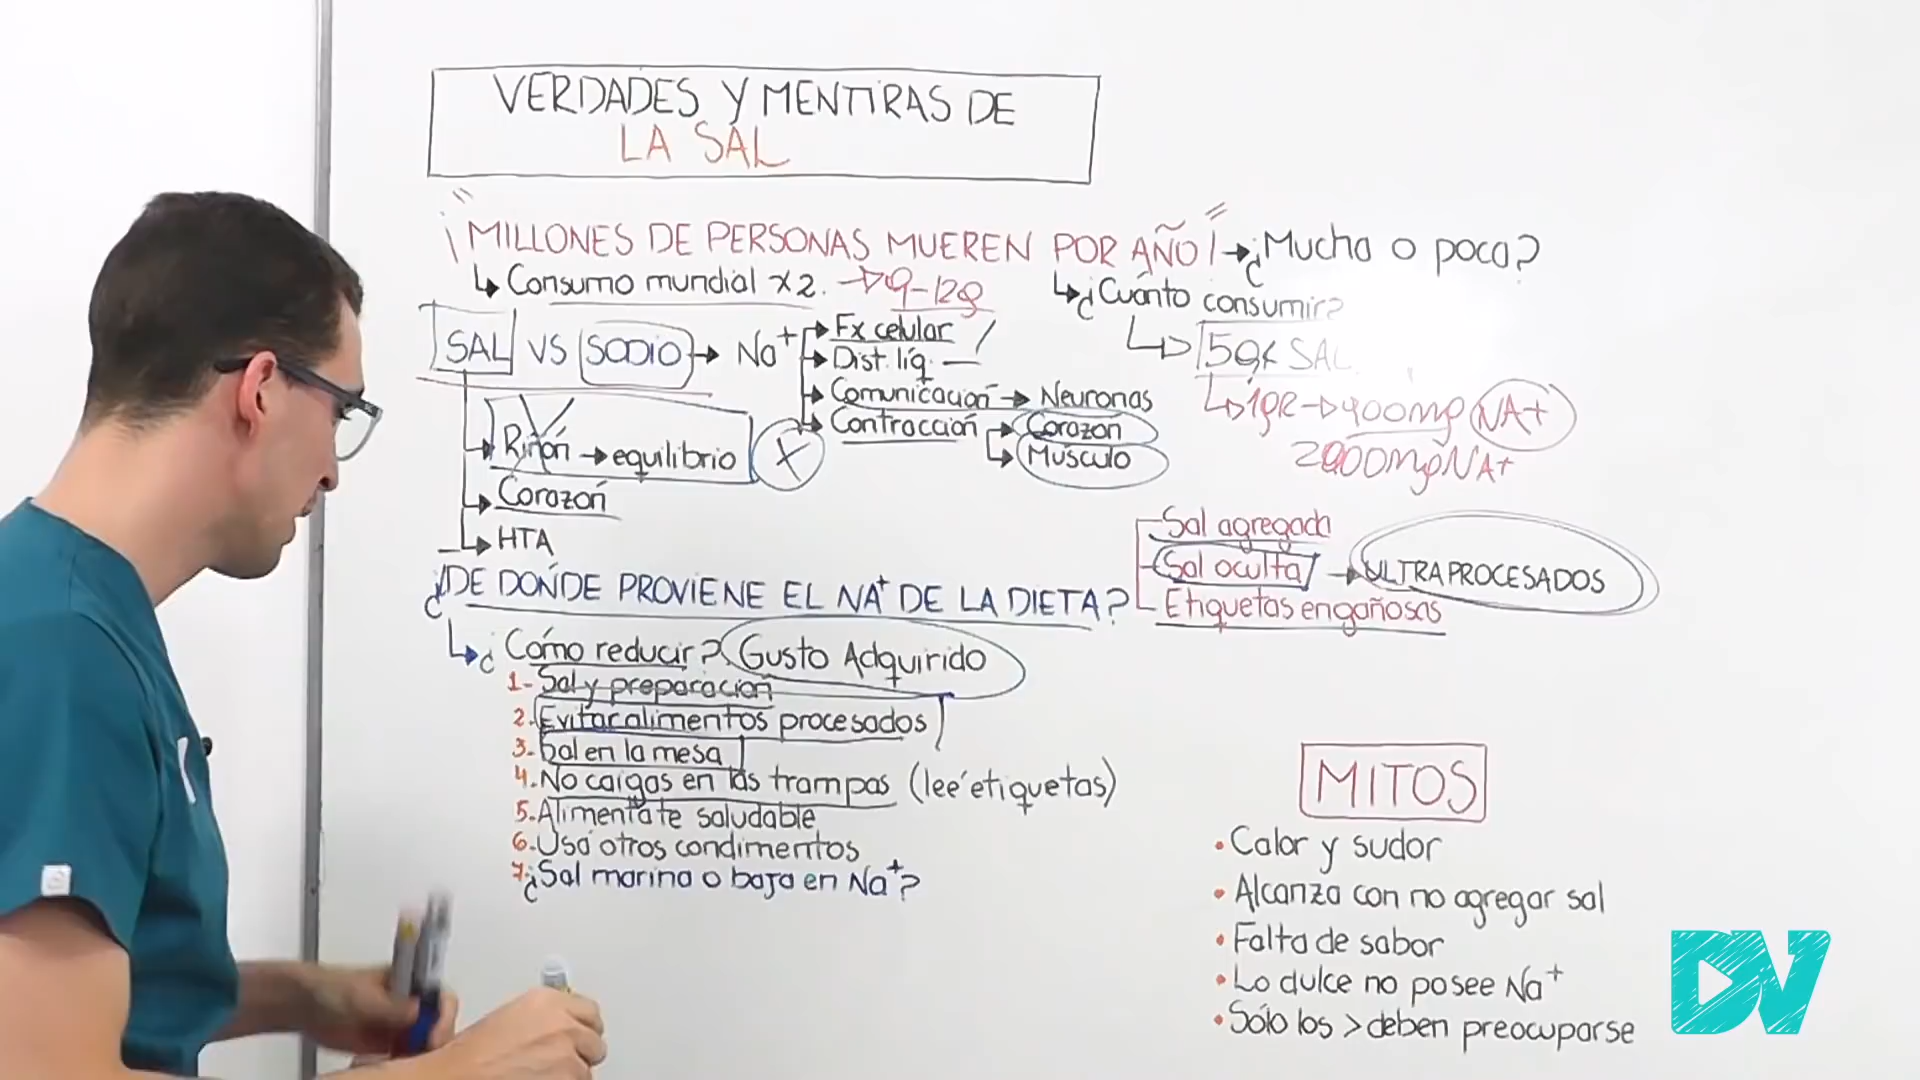 VERDADES Y MENTIRAS DE
LA SAL
¡MILLONES DE PERSONAS MUEREN POR AÑO! → ¿Mucha o poca?
Consumo mundial x2. → 9-12g
¿Cuánto consumir?
5gr SAL
1gr → 400mg NA+
2000mg NA+
SAL VS SODIO → Na+
Fx celular
Dist. líq.
Comunicación → Neuronas
Contracción → Corazón
Músculo
Riñón → equilibrio
Corazón
HTA
Sal agregada
Sal oculta → ULTRAPROCESADOS
Etiquetas engañosas
¿DE DONDE PROVIENE EL NA+ DE LA DIETA?
¿Cómo reducir? Gusto Adquirido
1- Sal y preparación
2. Evitar alimentos procesados
3- Sal en la mesa
4. No caigas en las trampas (leé etiquetas)
5. Alimentate saludable
6. Usá otros condimentos
7. ¿Sal marina o baja en Na+?
MITOS
• Calor y sudor
• Alcanza con no agregar sal
• Falta de sabor
• Lo dulce no posee Na+
• Sólo los > deben preocuparse
DN